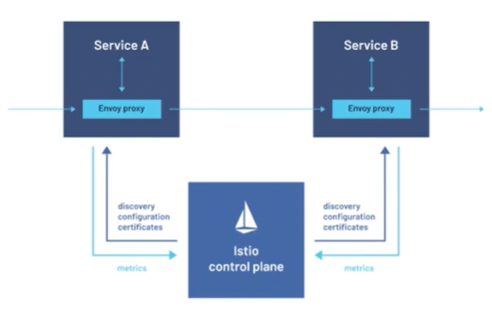 Service A
Service B
Envoy proxy
Envoy proxy
discovery
configuration
certificates
discovery
configuration
certificates
Istio
control plane
metrics
metrics